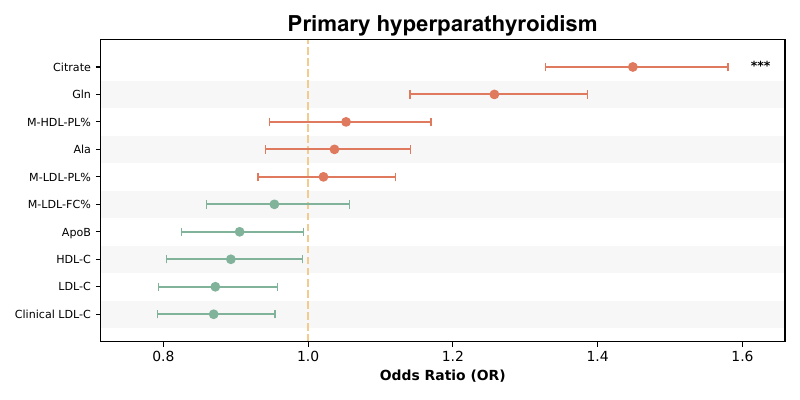 Primary hyperparathyroidism
Citrate
***
Gln
M-HDL-PL%
Ala
M-LDL-PL%
M-LDL-FC%
ApoB
HDL-C
LDL-C
Clinical LDL-C
0.8 1.0 1.2 1.4 1.6
Odds Ratio (OR)